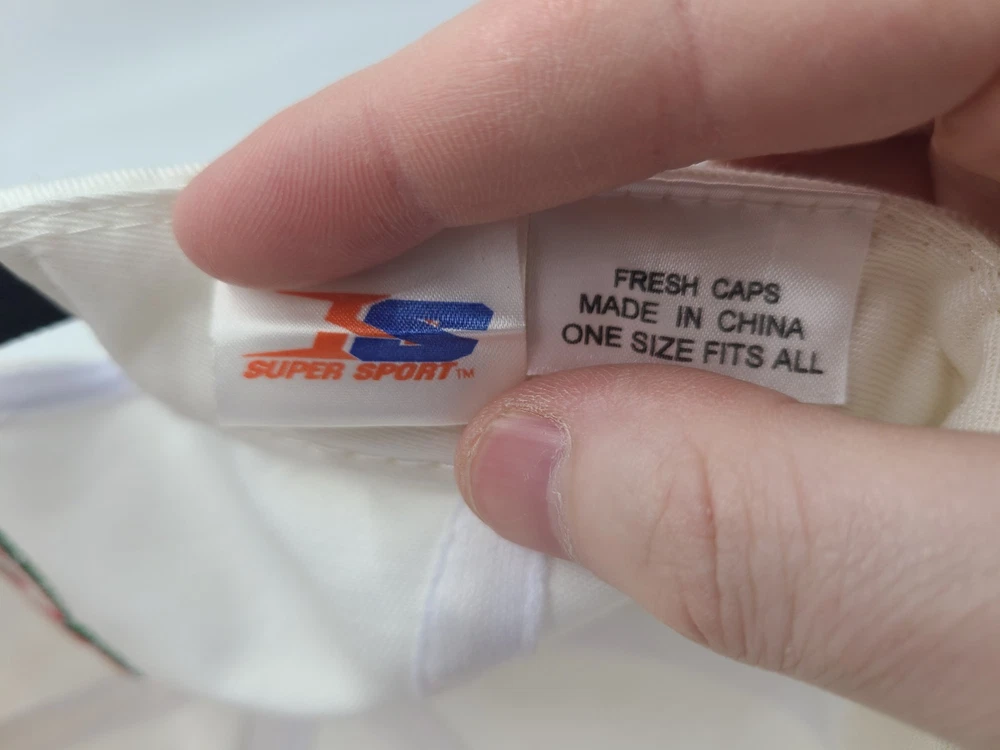 SUPER SPORT™
FRESH CAPS
MADE IN CHINA
ONE SIZE FITS ALL